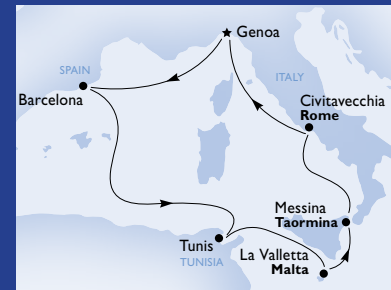 Genoa
SPAIN
ITALY
Barcelona
Civitavecchia
Rome
Messina
Taormina
Tunis
La Valletta
TUNISIA
Malta